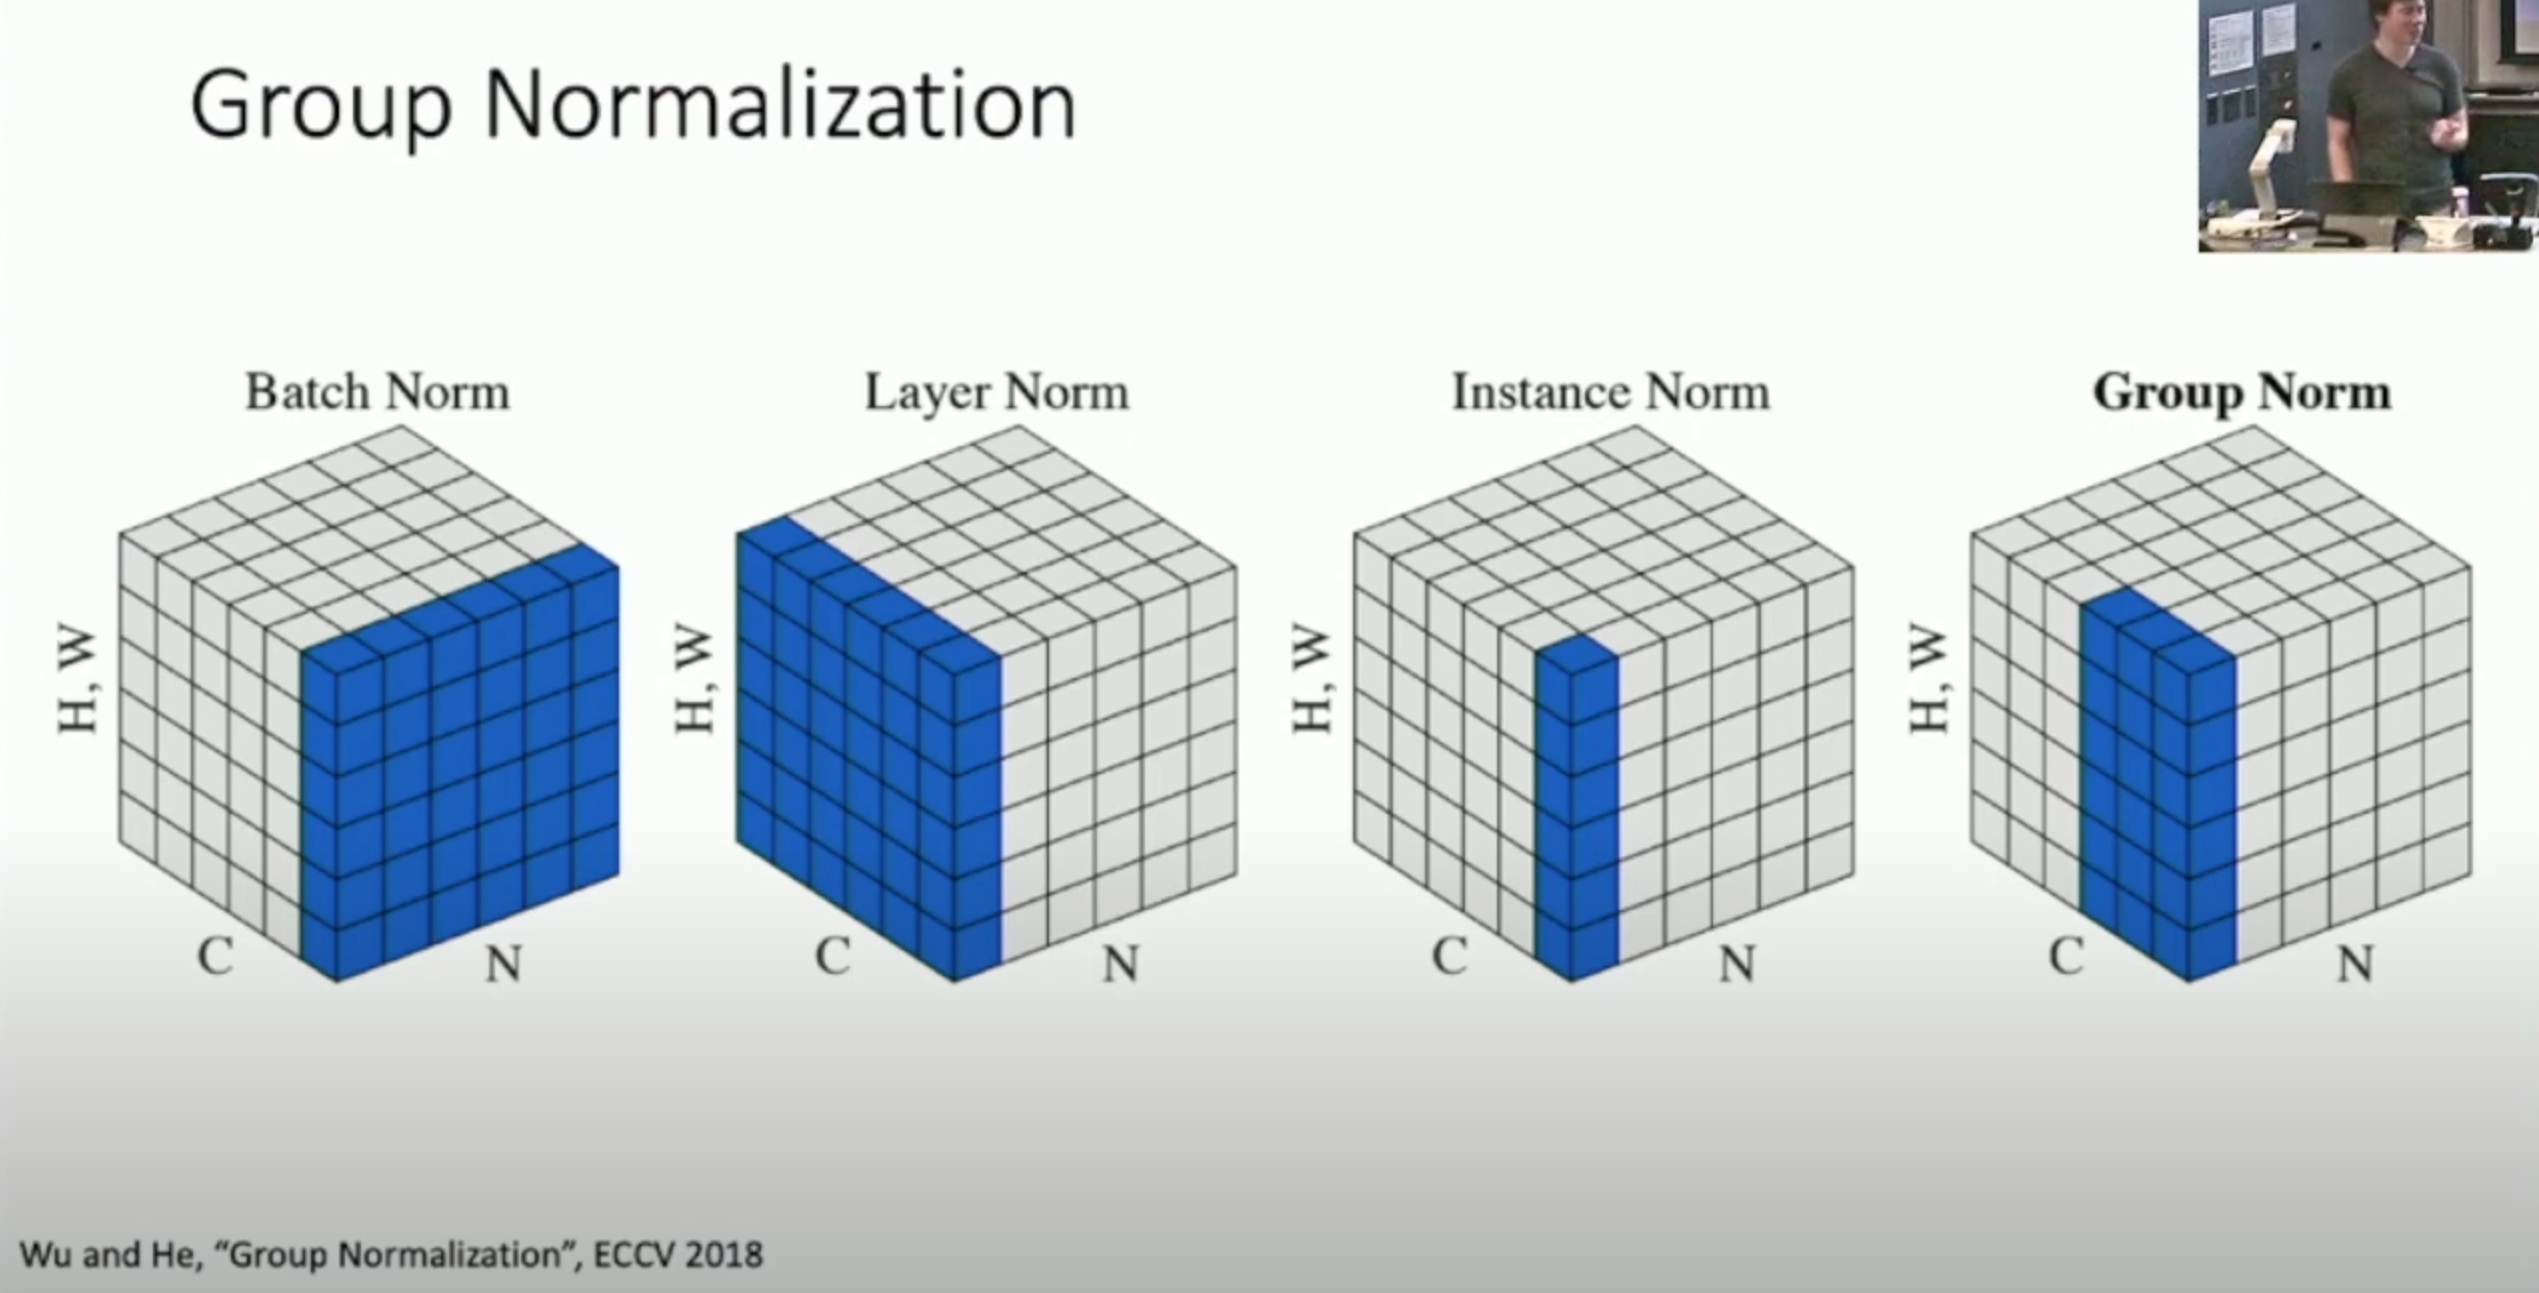 Group Normalization
Batch Norm
Layer Norm
Instance Norm
Group Norm
H, W
C
N
H, W
C
N
H, W
C
N
H, W
C
N
Wu and He, “Group Normalization”, ECCV 2018